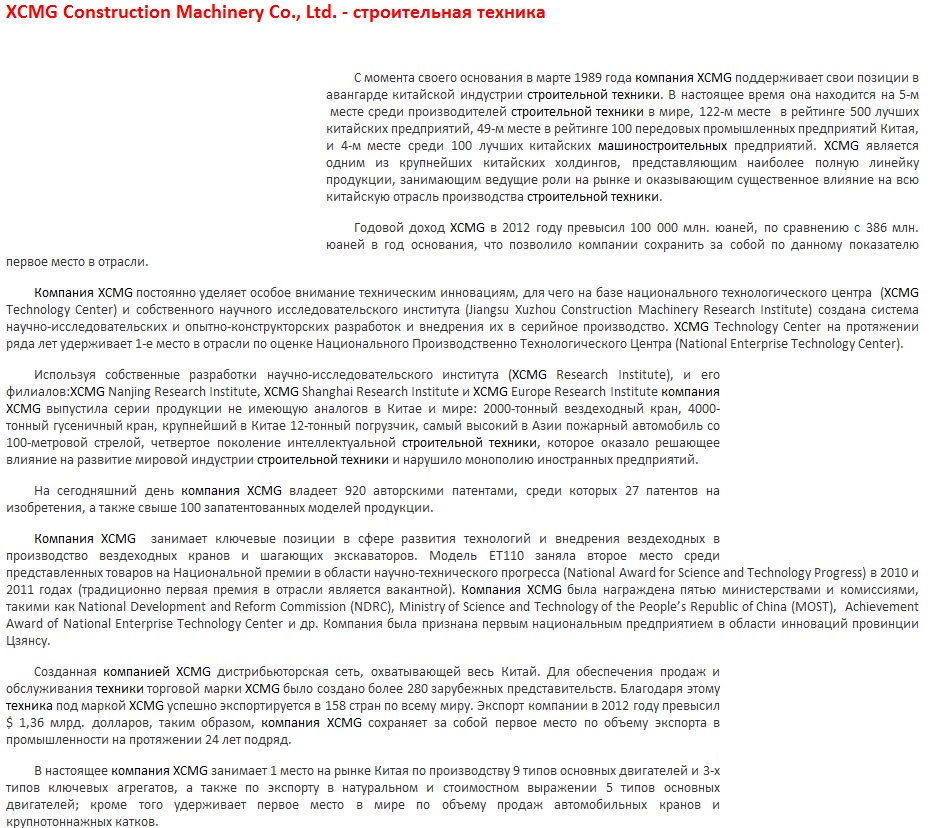 XCMG Construction Machinery Co., Ltd. - строительная техника
С момента своего основания в марте 1989 года компания XCMG поддерживает свои позиции в
авангарде китайской индустрии строительной техники. В настоящее время она находится на 5-м
месте среди производителей строительной техники в мире, 122-м месте в рейтинге 500 лучших
китайских предприятий, 49-м месте в рейтинге 100 передовых промышленных предприятий Китая,
и 4-м месте среди 100 лучших китайских машиностроительных предприятий. XCMG является
одним из крупнейших китайских холдингов, представляющим наиболее полную линейку
продукции, занимающим ведущие роли на рынке и оказывающим существенное влияние на всю
китайскую отрасль производства строительной техники.
Годовой доход XCMG в 2012 году превысил 100 000 млн. юаней, по сравнению с 386 млн.
юаней в год основания, что позволило компании сохранить за собой по данному показателю
первое место в отрасли.
Компания XCMG постоянно уделяет особое внимание техническим инновациям, для чего на базе национального технологического центра (XCMG
Technology Center) и собственного научного исследовательского института (Jiangsu Xuzhou Construction Machinery Research Institute) создана система
научно-исследовательских и опытно-конструкторских разработок и внедрения их в серийное производство. XCMG Technology Center на протяжении
ряда лет удерживает 1-е место в отрасли по оценке Национального Производственно Технологического Центра (National Enterprise Technology Center).
Используя собственные разработки научно-исследовательского института (XCMG Research Institute), и его
филиалов:XCMG Nanjing Research Institute, XCMG Shanghai Research Institute и XCMG Europe Research Institute компания
XCMG выпустила серии продукции не имеющую аналогов в Китае и мире: 2000-тонный вездеходный кран, 4000-
тонный гусеничный кран, крупнейший в Китае 12-тонный погрузчик, самый высокий в Азии пожарный автомобиль со
100-метровой стрелой, четвертое поколение интеллектуальной строительной техники, которое оказало решающее
влияние на развитие мировой индустрии строительной техники и нарушило монополию иностранных предприятий.
На сегодняшний день компания XCMG владеет 920 авторскими патентами, среди которых 27 патентов на
изобретения, а также свыше 100 запатентованных моделей продукции.
Компания XCMG занимает ключевые позиции в сфере развития технологий и внедрения вездеходных в
производство вездеходных кранов и шагающих экскаваторов. Модель ET110 заняла второе место среди
представленных товаров на Национальной премии в области научно-технического прогресса (National Award for Science and Technology Progress) в 2010 и
2011 годах (традиционно первая премия в отрасли является вакантной). Компания XCMG была награждена пятью министерствами и комиссиями,
такими как National Development and Reform Commission (NDRC), Ministry of Science and Technology of the People’s Republic of China (MOST), Achievement
Award of National Enterprise Technology Center и др. Компания была признана первым национальным предприятием в области инноваций провинции
Цзянсу.
Созданная компанией XCMG дистрибьюторская сеть, охватывающей весь Китай. Для обеспечения продаж и
обслуживания техники торговой марки XCMG было создано более 280 зарубежных представительств. Благодаря этому
техника под маркой XCMG успешно экспортируется в 158 стран по всему миру. Экспорт компании в 2012 году превысил
$ 1,36 млрд. долларов, таким образом, компания XCMG сохраняет за собой первое место по объему экспорта в
промышленности на протяжении 24 лет подряд.
В настоящее компания XCMG занимает 1 место на рынке Китая по производству 9 типов основных двигателей и 3-х
типов ключевых агрегатов, а также по экспорту в натуральном и стоимостном выражении 5 типов основных
двигателей; кроме того удерживает первое место в мире по объему продаж автомобильных кранов и
крупнотоннажных катков.